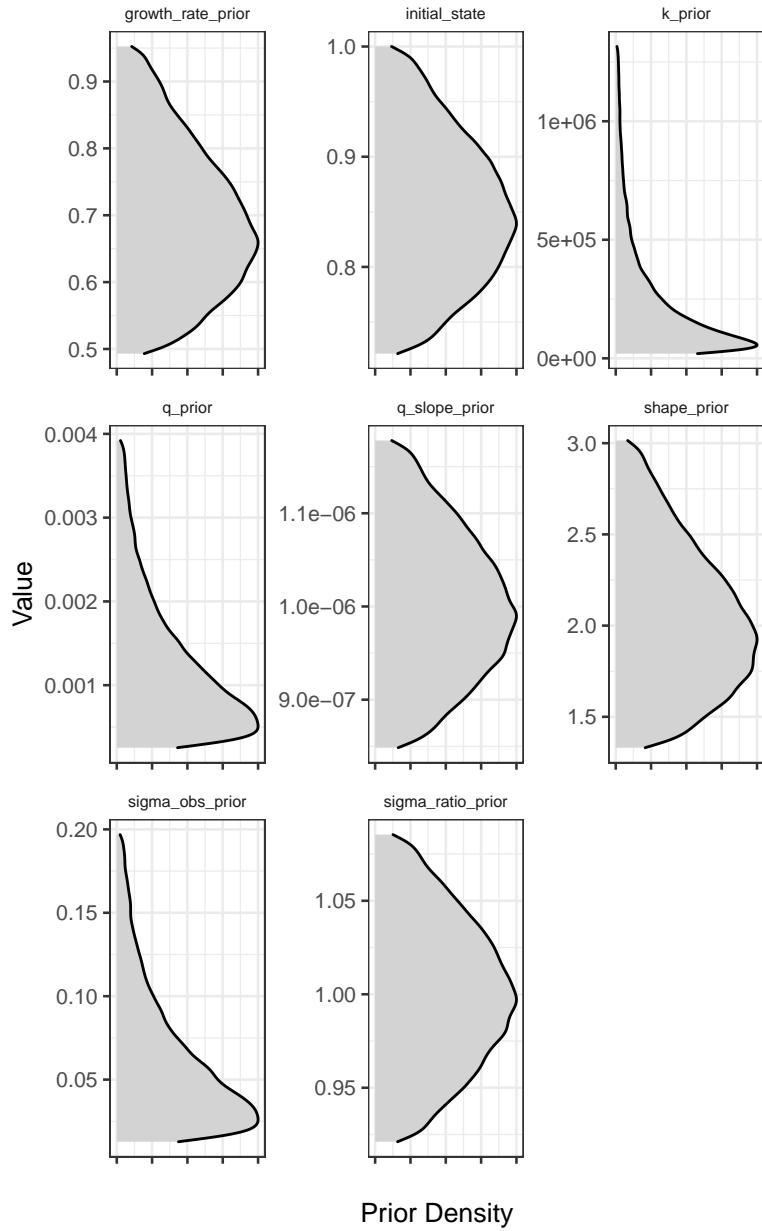 growth_rate_prior
initial_state
k_prior
0.9
0.8
0.7
0.6
0.5
1.0
0.9
0.8
1e+06
5e+05
0e+00
q_prior
q_slope_prior
shape_prior
0.004
0.003
0.002
0.001
1.1e−06
1.0e−06
9.0e−07
3.0
2.5
2.0
1.5
Value
sigma_obs_prior
sigma_ratio_prior
0.20
0.15
0.10
0.05
1.05
1.00
0.95
Prior Density